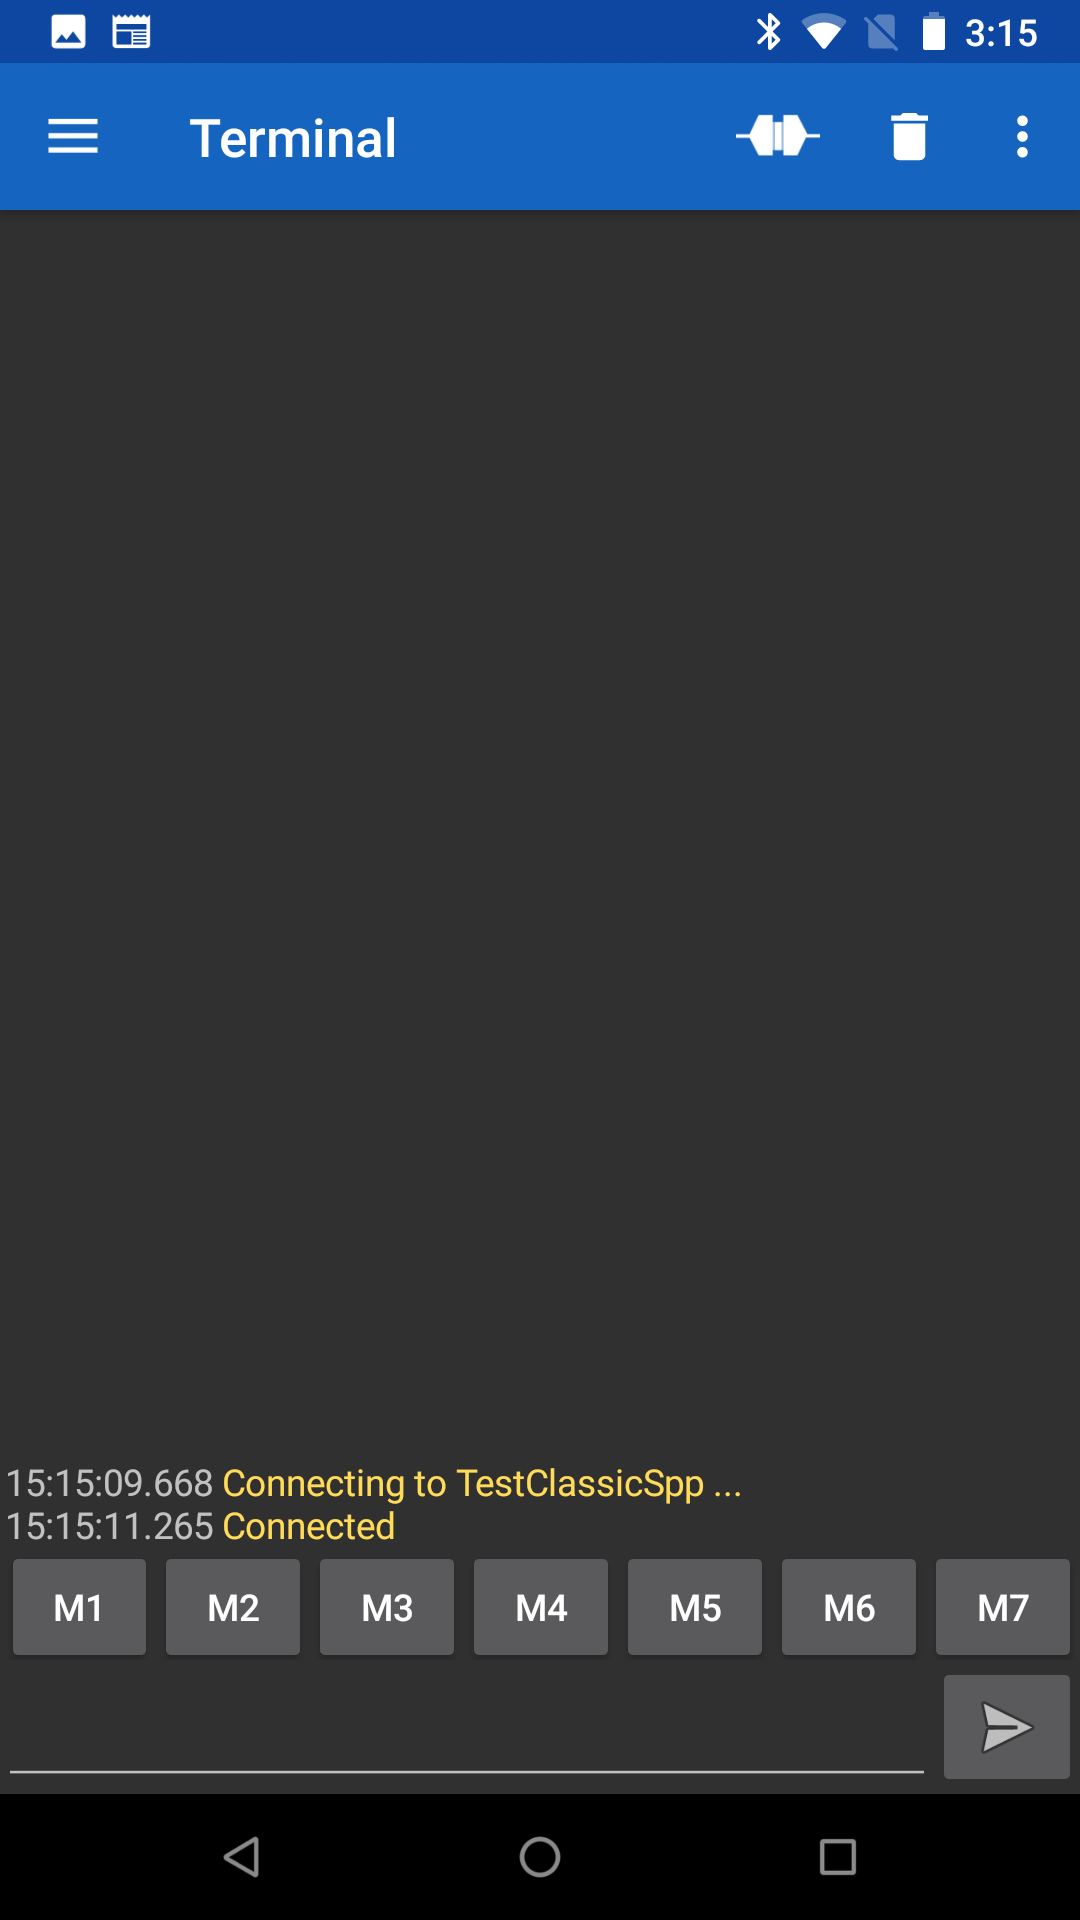 3:15
Terminal
15:15:09.668 Connecting to TestClassicSpp ...
15:15:11.265 Connected
M1 M2 M3 M4 M5 M6 M7